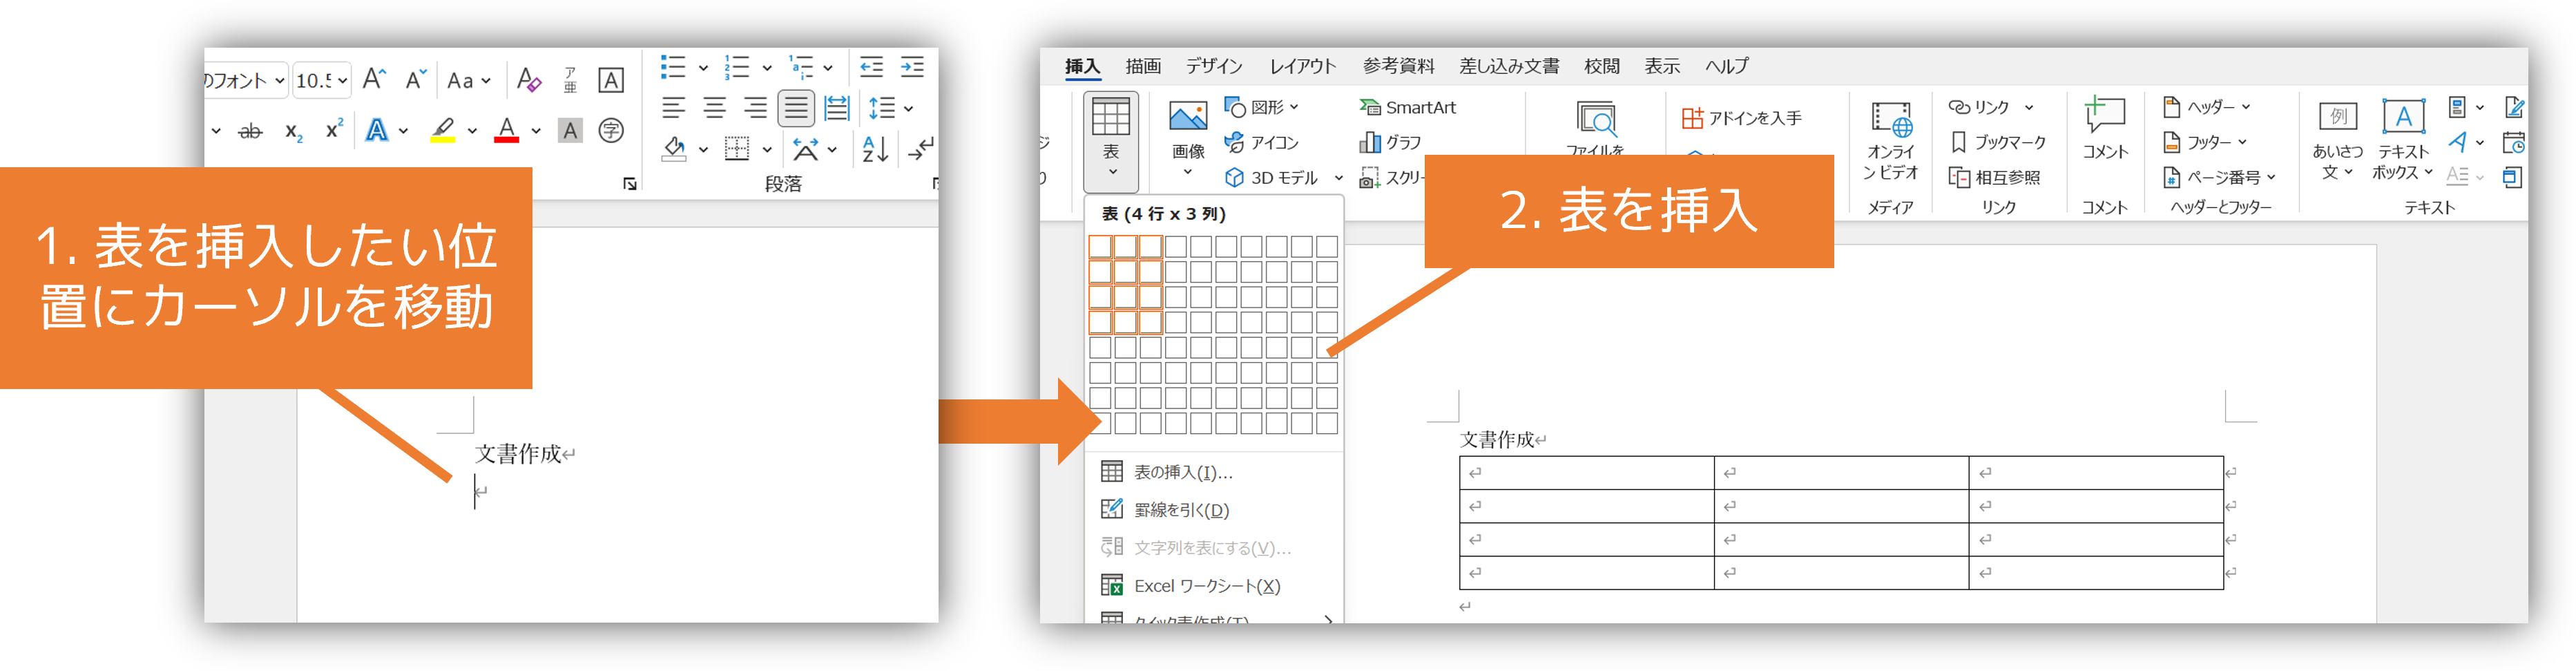 のフォント
10.5
Aa
ア
亜
A
ab
x2
x2
A
A
A
字
A
Z
段落
1. 表を挿入したい位
置にカーソルを移動
文書作成↵
↵
挿入 描画 デザイン レイアウト 参考資料 差し込み文書 校閲 表示 ヘルプ
表
画像
図形
アイコン
3D モデル
SmartArt
グラフ
スクリー
ファイルを
アドインを入手
オンライ
ン ビデオ
メディア
リンク
ブックマーク
相互参照
リンク
コメント
コメント
ヘッダー
フッター
ページ番号
ヘッダーとフッター
例
あいさつ
文
A
テキスト
ボックス
テキスト
2. 表を挿入
表 (4 行 x 3 列)
表の挿入(I)...
罫線を引く(D)
文字列を表にする(V)...
Excel ワークシート(X)
クイック表作成(T)
文書作成↵
↵ ↵ ↵ ↵
↵ ↵ ↵ ↵
↵ ↵ ↵ ↵
↵ ↵ ↵ ↵
↵